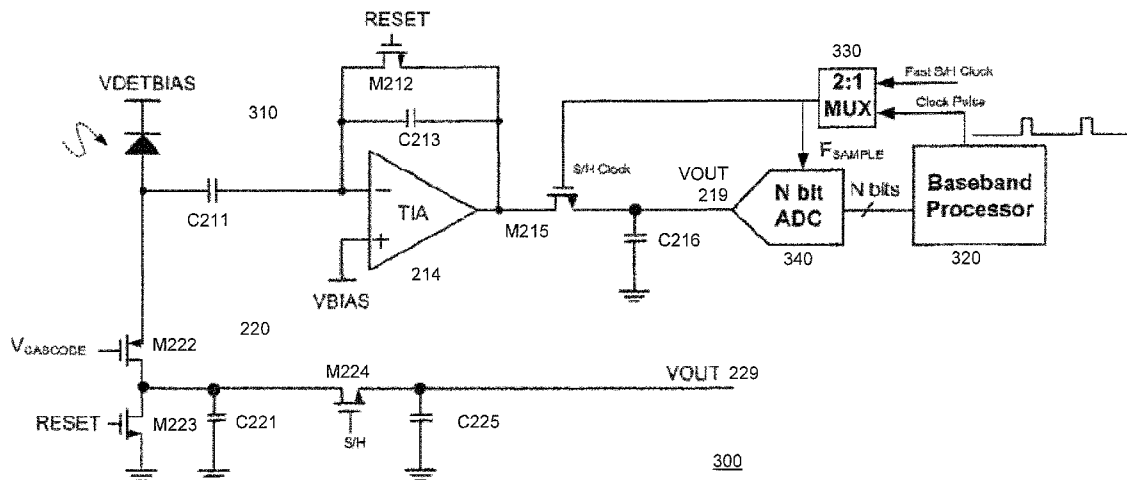 RESET
330
VDETBIAS
M212
2:1
MUX
Fast S/H Clock
310
Clock Pulse
C213
S/H Clock
FSAMPLE
VOUT
219
N bit
ADC
N bits
Baseband
Processor
C211
TIA
M215
C216
340
320
214
VBIAS
220
VCASCODE
M222
M224
VOUT 229
RESET
M223
C221
S/H
C225
300